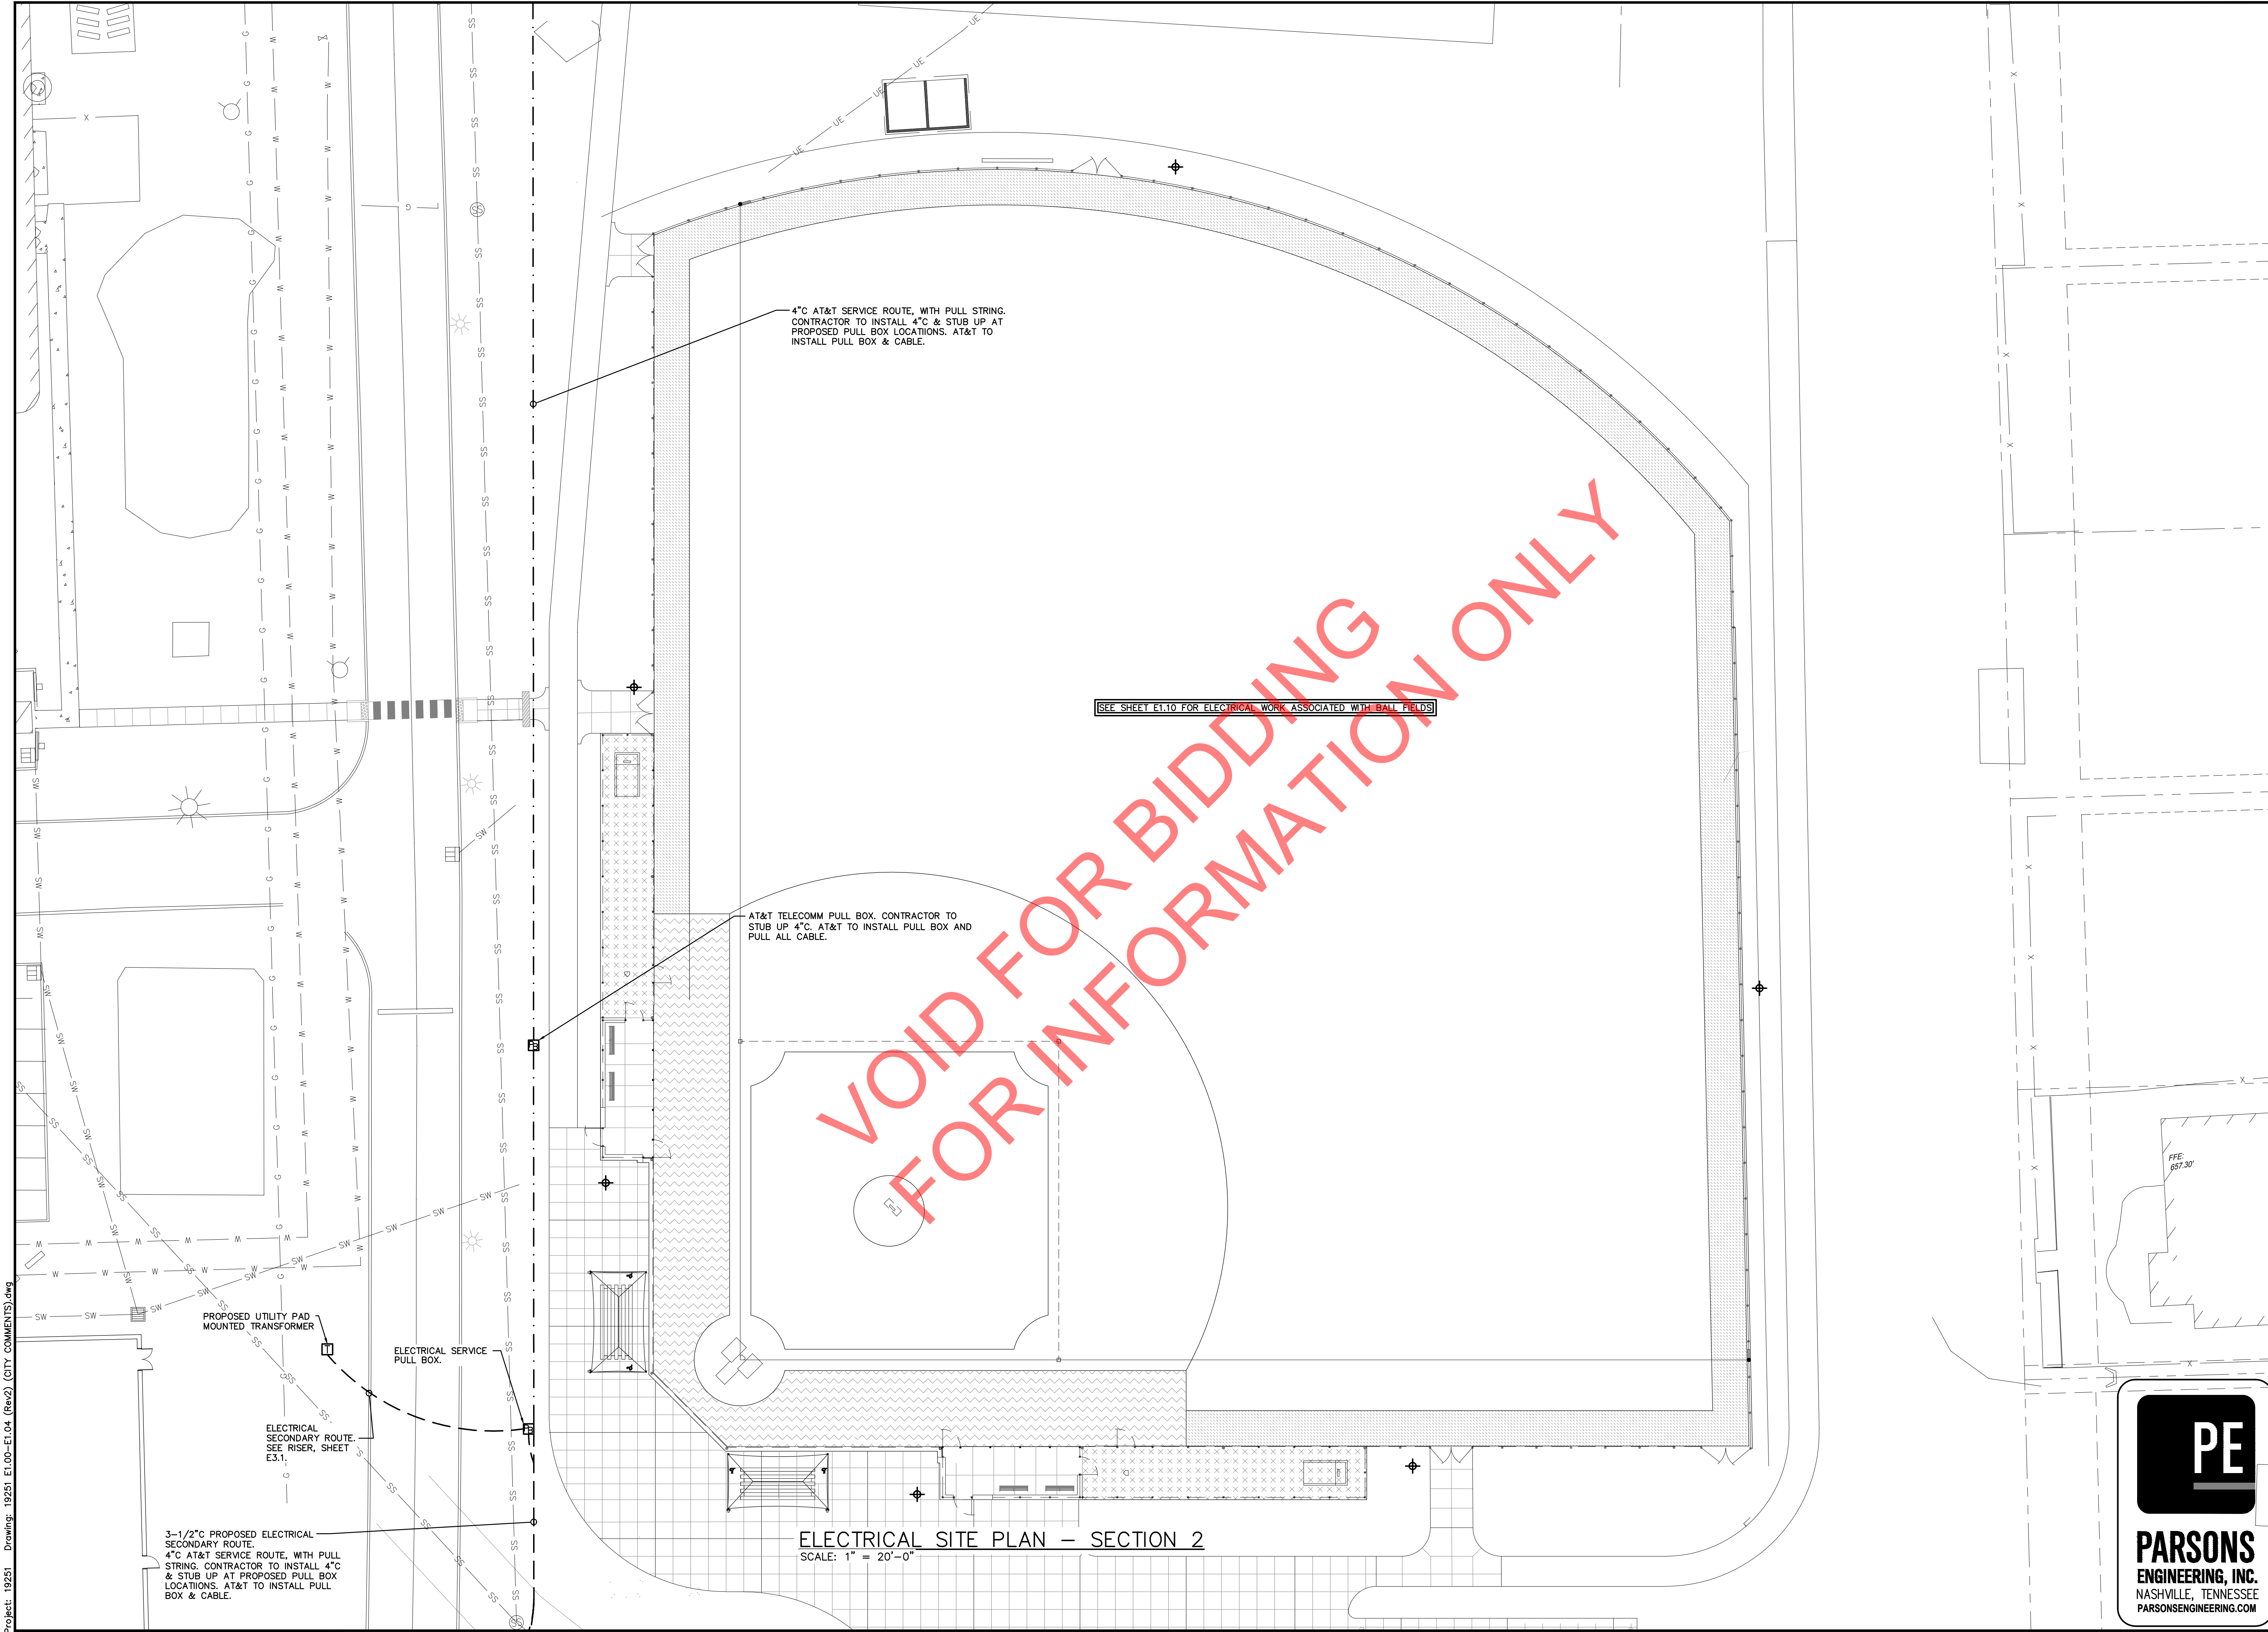 4"C AT&T SERVICE ROUTE, WITH PULL STRING.
CONTRACTOR TO INSTALL 4"C & STUB UP AT
PROPOSED PULL BOX LOCATIIONS. AT&T TO
INSTALL PULL BOX & CABLE.
SEE SHEET E1.10 FOR ELECTRICAL WORK ASSOCIATED WITH BALL FIELDS
VOID FOR BIDDING
FOR INFORMATION ONLY
AT&T TELECOMM PULL BOX. CONTRACTOR TO
STUB UP 4"C. AT&T TO INSTALL PULL BOX AND
PULL ALL CABLE.
FFE:
657.30'
PROPOSED UTILITY PAD
MOUNTED TRANSFORMER
T
ELECTRICAL SERVICE
PULL BOX.
ELECTRICAL
SECONDARY ROUTE.
SEE RISER, SHEET
E3.1.
3-1/2"C PROPOSED ELECTRICAL
SECONDARY ROUTE.
4"C AT&T SERVICE ROUTE, WITH PULL
STRING. CONTRACTOR TO INSTALL 4"C
& STUB UP AT PROPOSED PULL BOX
LOCATIIONS. AT&T TO INSTALL PULL
BOX & CABLE.
ELECTRICAL SITE PLAN - SECTION 2
SCALE: 1" = 20'-0"
PE
PARSONS
ENGINEERING, INC.
NASHVILLE, TENNESSEE
PARSONSENGINEERING.COM
Project: 19251 Drawing: 19251 E1.00-E1.04 (Rev2) (CITY COMMENTS).dwg